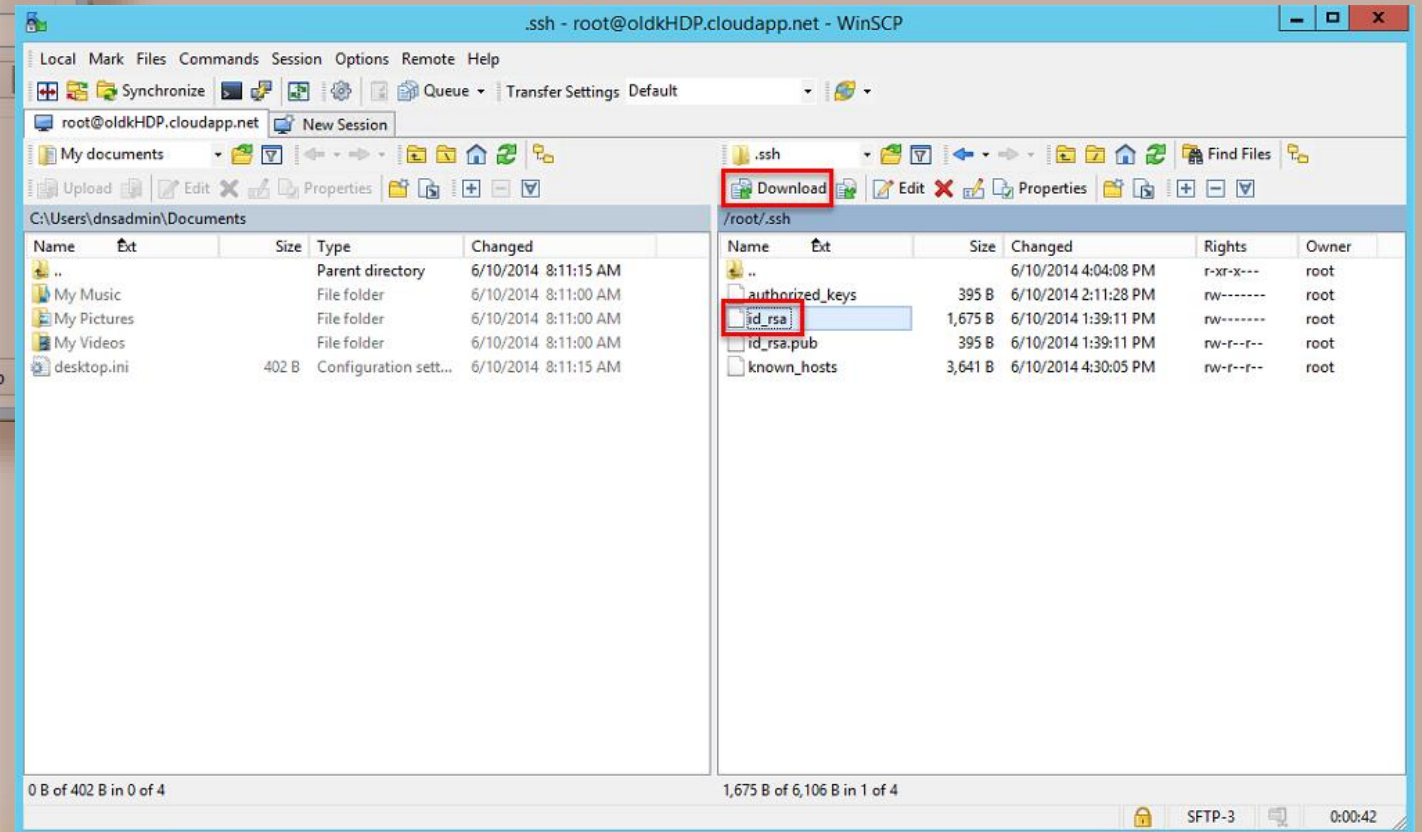 .ssh - root@oldkHDP.cloudapp.net - WinSCP
Local Mark Files Commands Session Options Remote Help
Synchronize Queue Transfer Settings Default
root@oldkHDP.cloudapp.net New Session
My documents
Upload Edit Properties
C:\Users\dnsadmin\Documents
Name Ext Size Type Changed
.. Parent directory 6/10/2014 8:11:15 AM
My Music File folder 6/10/2014 8:11:00 AM
My Pictures File folder 6/10/2014 8:11:00 AM
My Videos File folder 6/10/2014 8:11:00 AM
desktop.ini 402 B Configuration sett... 6/10/2014 8:11:15 AM
0 B of 402 B in 0 of 4
.ssh Find Files
Download Edit Properties
/root/.ssh
Name Ext Size Changed Rights Owner
.. 6/10/2014 4:04:08 PM r-xr-x--- root
authorized_keys 395 B 6/10/2014 2:11:28 PM rw------- root
id_rsa 1,675 B 6/10/2014 1:39:11 PM rw------- root
id_rsa.pub 395 B 6/10/2014 1:39:11 PM rw-r--r-- root
known_hosts 3,641 B 6/10/2014 4:30:05 PM rw-r--r-- root
1,675 B of 6,106 B in 1 of 4
SFTP-3 0:00:42